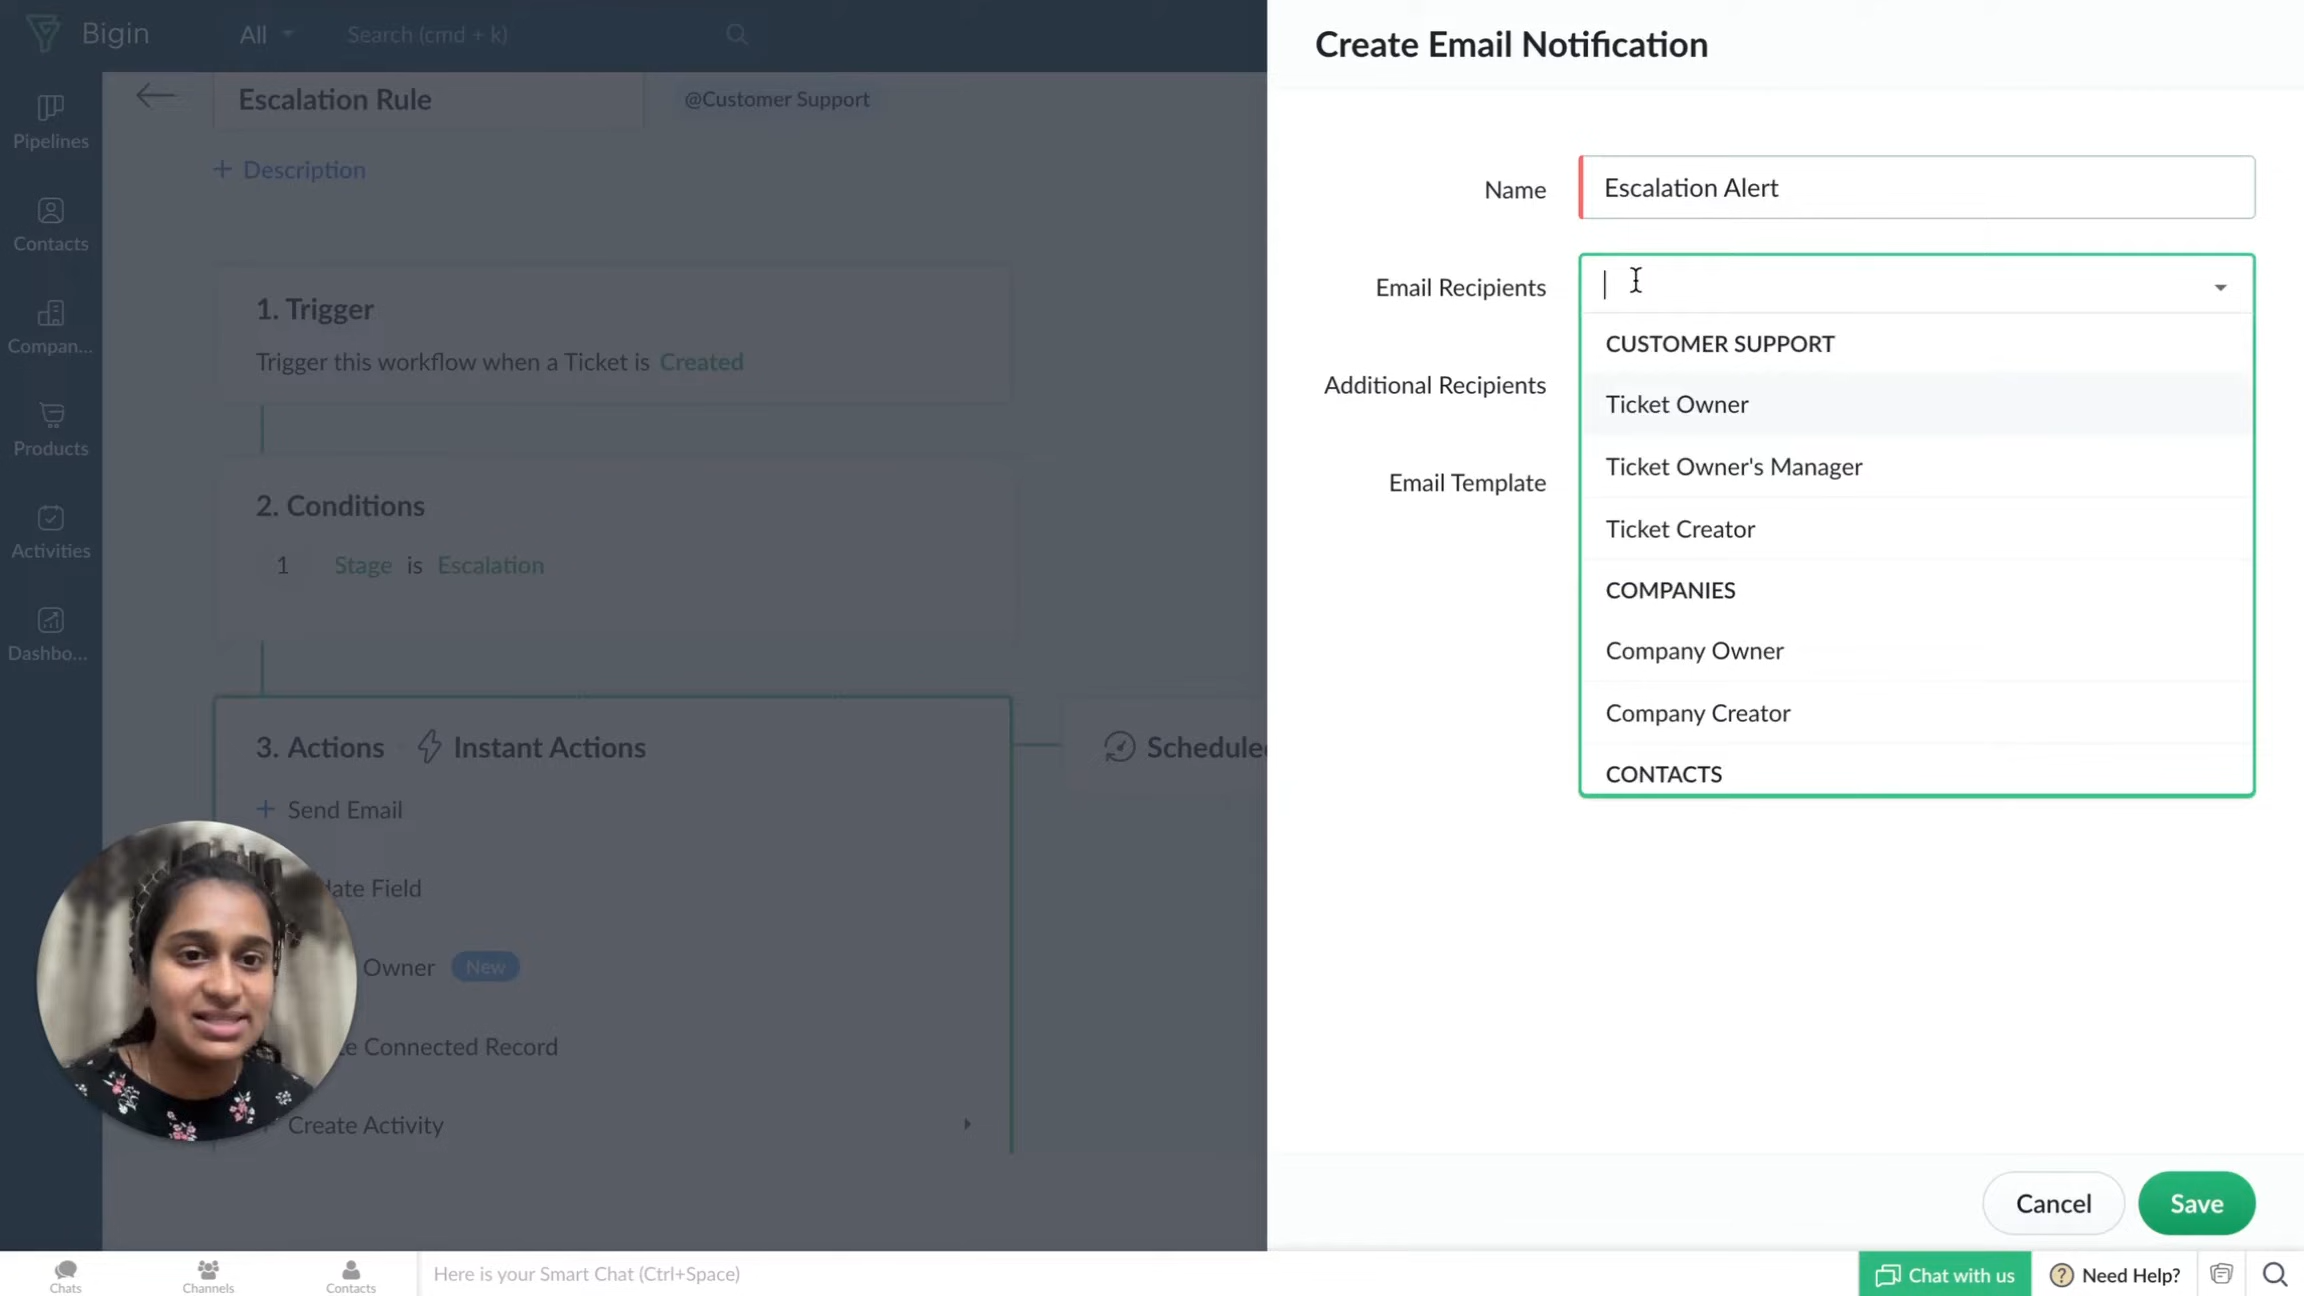 Bigin
All
Search (cmd + k)
Pipelines
Contacts
Compan...
Products
Activities
Dashbo...
Escalation Rule
@Customer Support
+ Description
1. Trigger
Trigger this workflow when a Ticket is Created
2. Conditions
1 Stage is Escalation
3. Actions Instant Actions
+ Send Email
Field
Owner New
Connected Record
Create Activity
Create Email Notification
Name
Escalation Alert
Email Recipients
CUSTOMER SUPPORT
Ticket Owner
Ticket Owner's Manager
Ticket Creator
COMPANIES
Company Owner
Company Creator
CONTACTS
Additional Recipients
Email Template
Cancel
Save
Chats
Channels
Contacts
Here is your Smart Chat (Ctrl+Space)
Chat with us
Need Help?